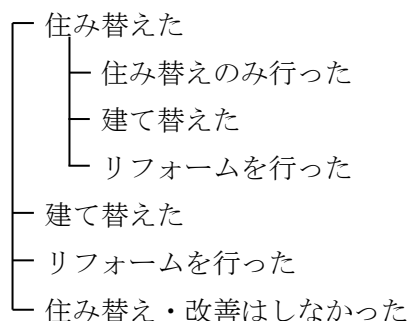 住み替えた
住み替えのみ行った
建て替えた
リフォームを行った
建て替えた
リフォームを行った
住み替え・改善はしなかった